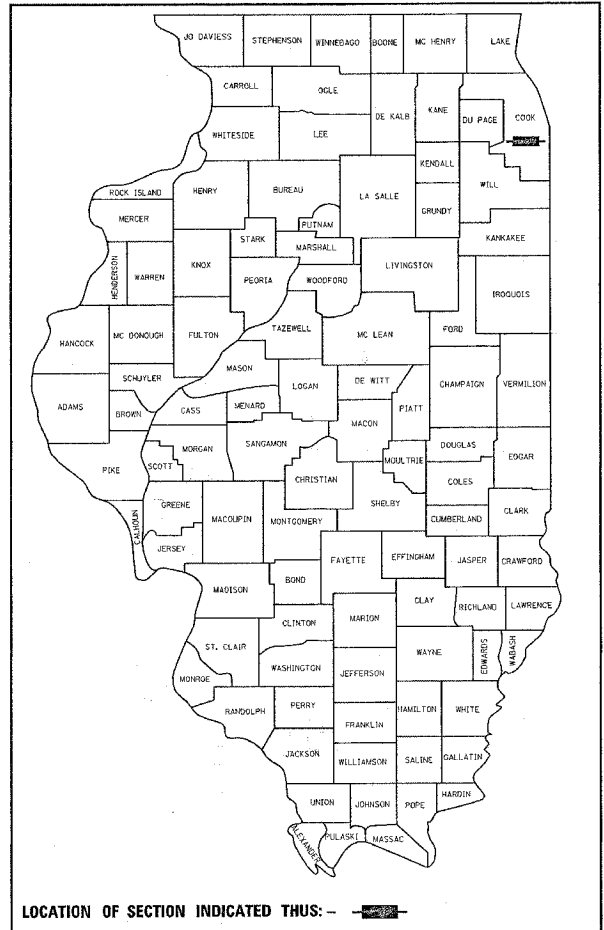 JO DAVIESS STEPHENSON WINNEBAGO BOONE MC HENRY LAKE
CARROLL OGLE DE KALB KANE DU PAGE COOK
WHITESIDE LEE
KENDALL WILL
ROCK ISLAND HENRY BUREAU LA SALLE GRUNDY
MERCER PUTNAM
STARK MARSHALL KANKAKEE
HENDERSON WARREN KNOX PEORIA WOODFORD LIVINGSTON IROQUOIS
HANCOCK MC DONOUGH FULTON TAZEWELL MC LEAN FORD
MASON
SCHUYLER LOGAN DE WITT CHAMPAIGN VERMILION
ADAMS BROWN CASS MENARD MACON PIATT
PIKE SCOTT MORGAN SANGAMON MOULTRIE DOUGLAS EDGAR
CHRISTIAN COLES
CALHOUN GREENE MACOUPIN MONTGOMERY SHELBY CUMBERLAND CLARK
JERSEY FAYETTE EFFINGHAM JASPER CRAWFORD
MADISON BOND
CLAY RICHLAND LAWRENCE
CLINTON MARION
ST. CLAIR WAYNE EDWARDS WABASH
WASHINGTON JEFFERSON
MONROE
RANDOLPH PERRY HAMILTON WHITE
FRANKLIN
JACKSON WILLIAMSON SALINE GALLATIN
UNION JOHNSON POPE HARDIN
ALEXANDER PULASKI MASSAC
LOCATION OF SECTION INDICATED THUS: -